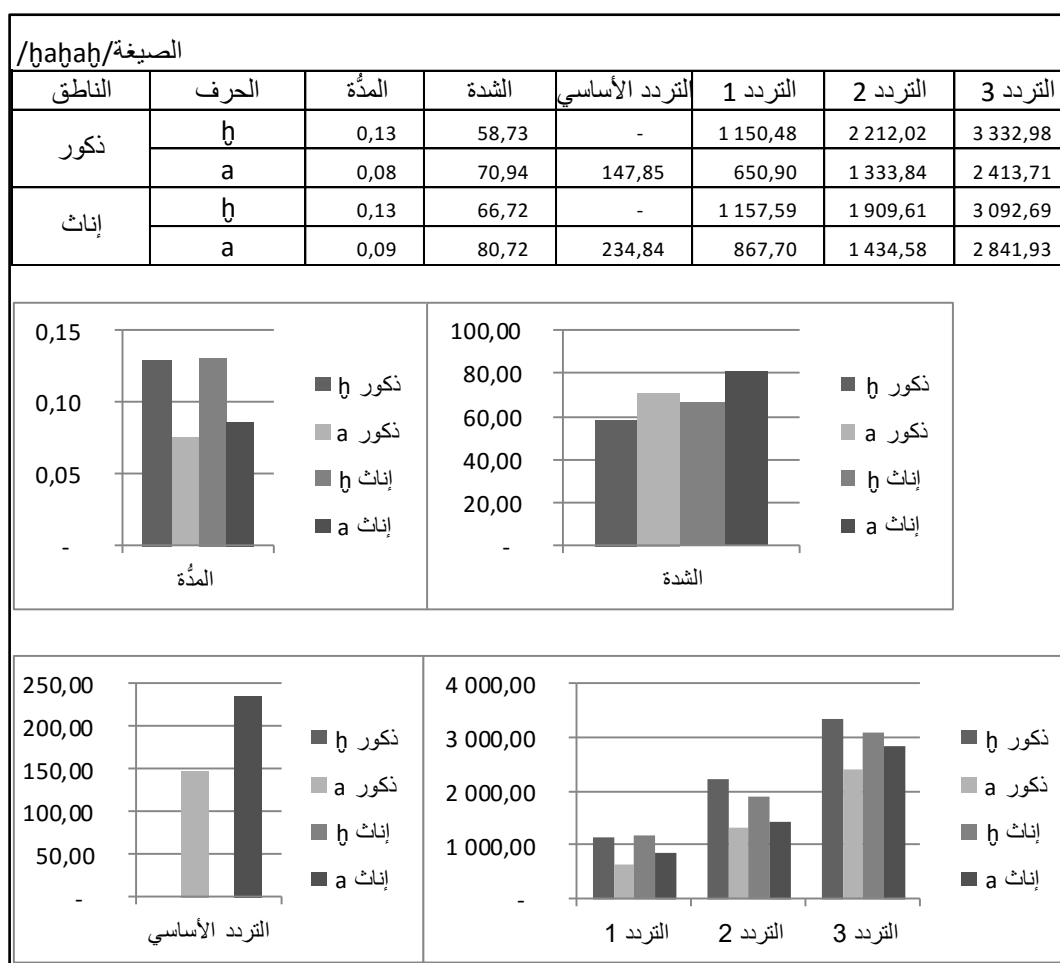 الصيغة/ḫaḫaḫ/
الناطق الحرف المدُّة الشدة التردد الأساسي التردد 1 التردد 2 التردد 3
ذكور
ḫ 0,13 58,73 - 1 150,48 2 212,02 3 332,98
a 0,08 70,94 147,85 650,90 1 333,84 2 413,71
إناث
ḫ 0,13 66,72 - 1 157,59 1 909,61 3 092,69
a 0,09 80,72 234,84 867,70 1 434,58 2 841,93
0,15
0,10
0,05
-
المدُّة
ذكور ḫ
ذكور a
إناث ḫ
إناث a
100,00
80,00
60,00
40,00
20,00
-
الشدة
ذكور ḫ
ذكور a
إناث ḫ
إناث a
250,00
200,00
150,00
100,00
50,00
-
التردد الأساسي
ذكور ḫ
ذكور a
إناث ḫ
إناث a
4 000,00
3 000,00
2 000,00
1 000,00
-
التردد 1 التردد 2 التردد 3
ذكور ḫ
ذكور a
إناث ḫ
إناث a